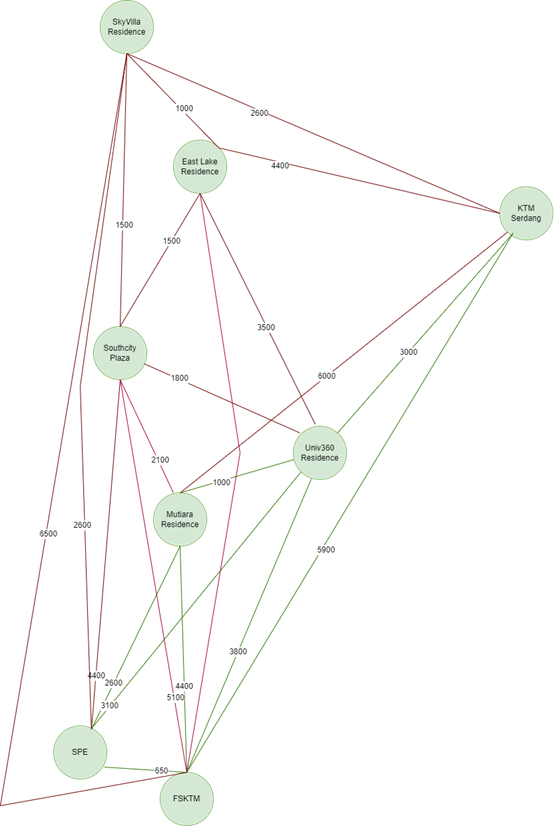 SkyVilla
Residence
1000
2600
East Lake
Residence
4400
KTM
Serdang
1500
1500
3500
Southcity
Plaza
3000
1800
6000
Univ360
Residence
2100
1000
Mutiara
Residence
2600
6500
5900
3800
4400
2600
4400
5100
3100
SPE
650
FSKTM